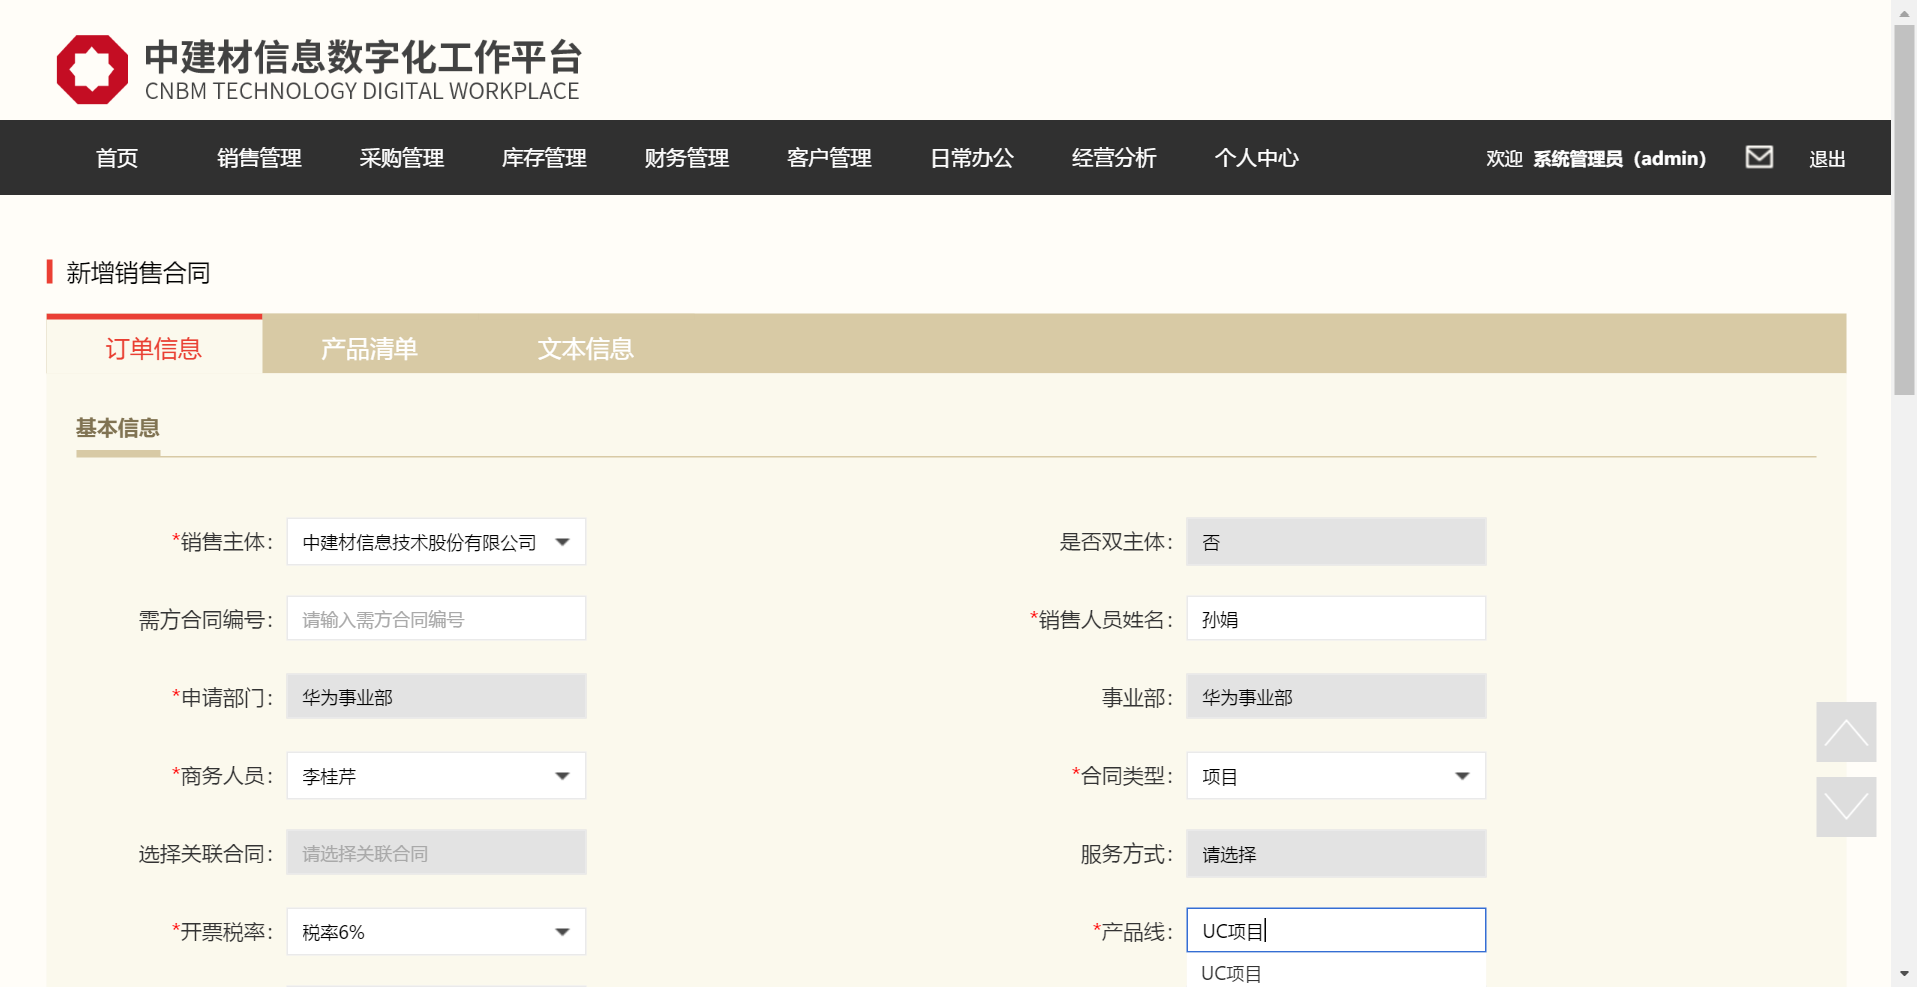 中建材信息数字化工作平台
CNBM TECHNOLOGY DIGITAL WORKPLACE
首页 销售管理 采购管理 库存管理 财务管理 客户管理 日常办公 经营分析 个人中心 欢迎 系统管理员（admin） 退出
新增销售合同
订单信息 产品清单 文本信息
基本信息
*销售主体： 中建材信息技术股份有限公司 是否双主体： 否
需方合同编号： 请输入需方合同编号 *销售人员姓名： 孙娟
*申请部门： 华为事业部 事业部： 华为事业部
*商务人员： 李桂芹 *合同类型： 项目
选择关联合同： 请选择关联合同 服务方式： 请选择
*开票税率： 税率6% *产品线： UC项目
UC项目